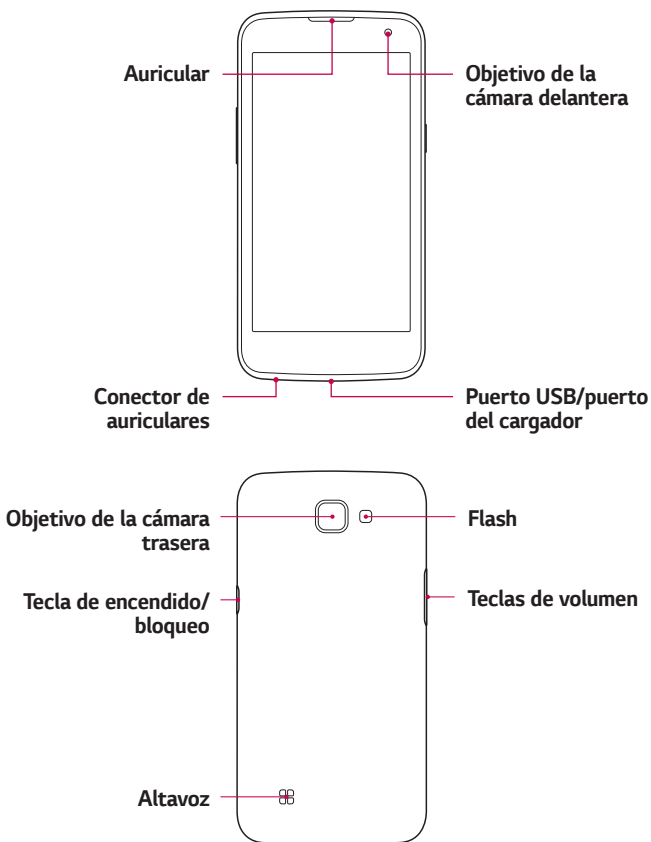 Auricular
Objetivo de la
cámara delantera
Conector de
auriculares
Puerto USB/puerto
del cargador
Objetivo de la cámara
trasera
Flash
Tecla de encendido/
bloqueo
Teclas de volumen
Altavoz